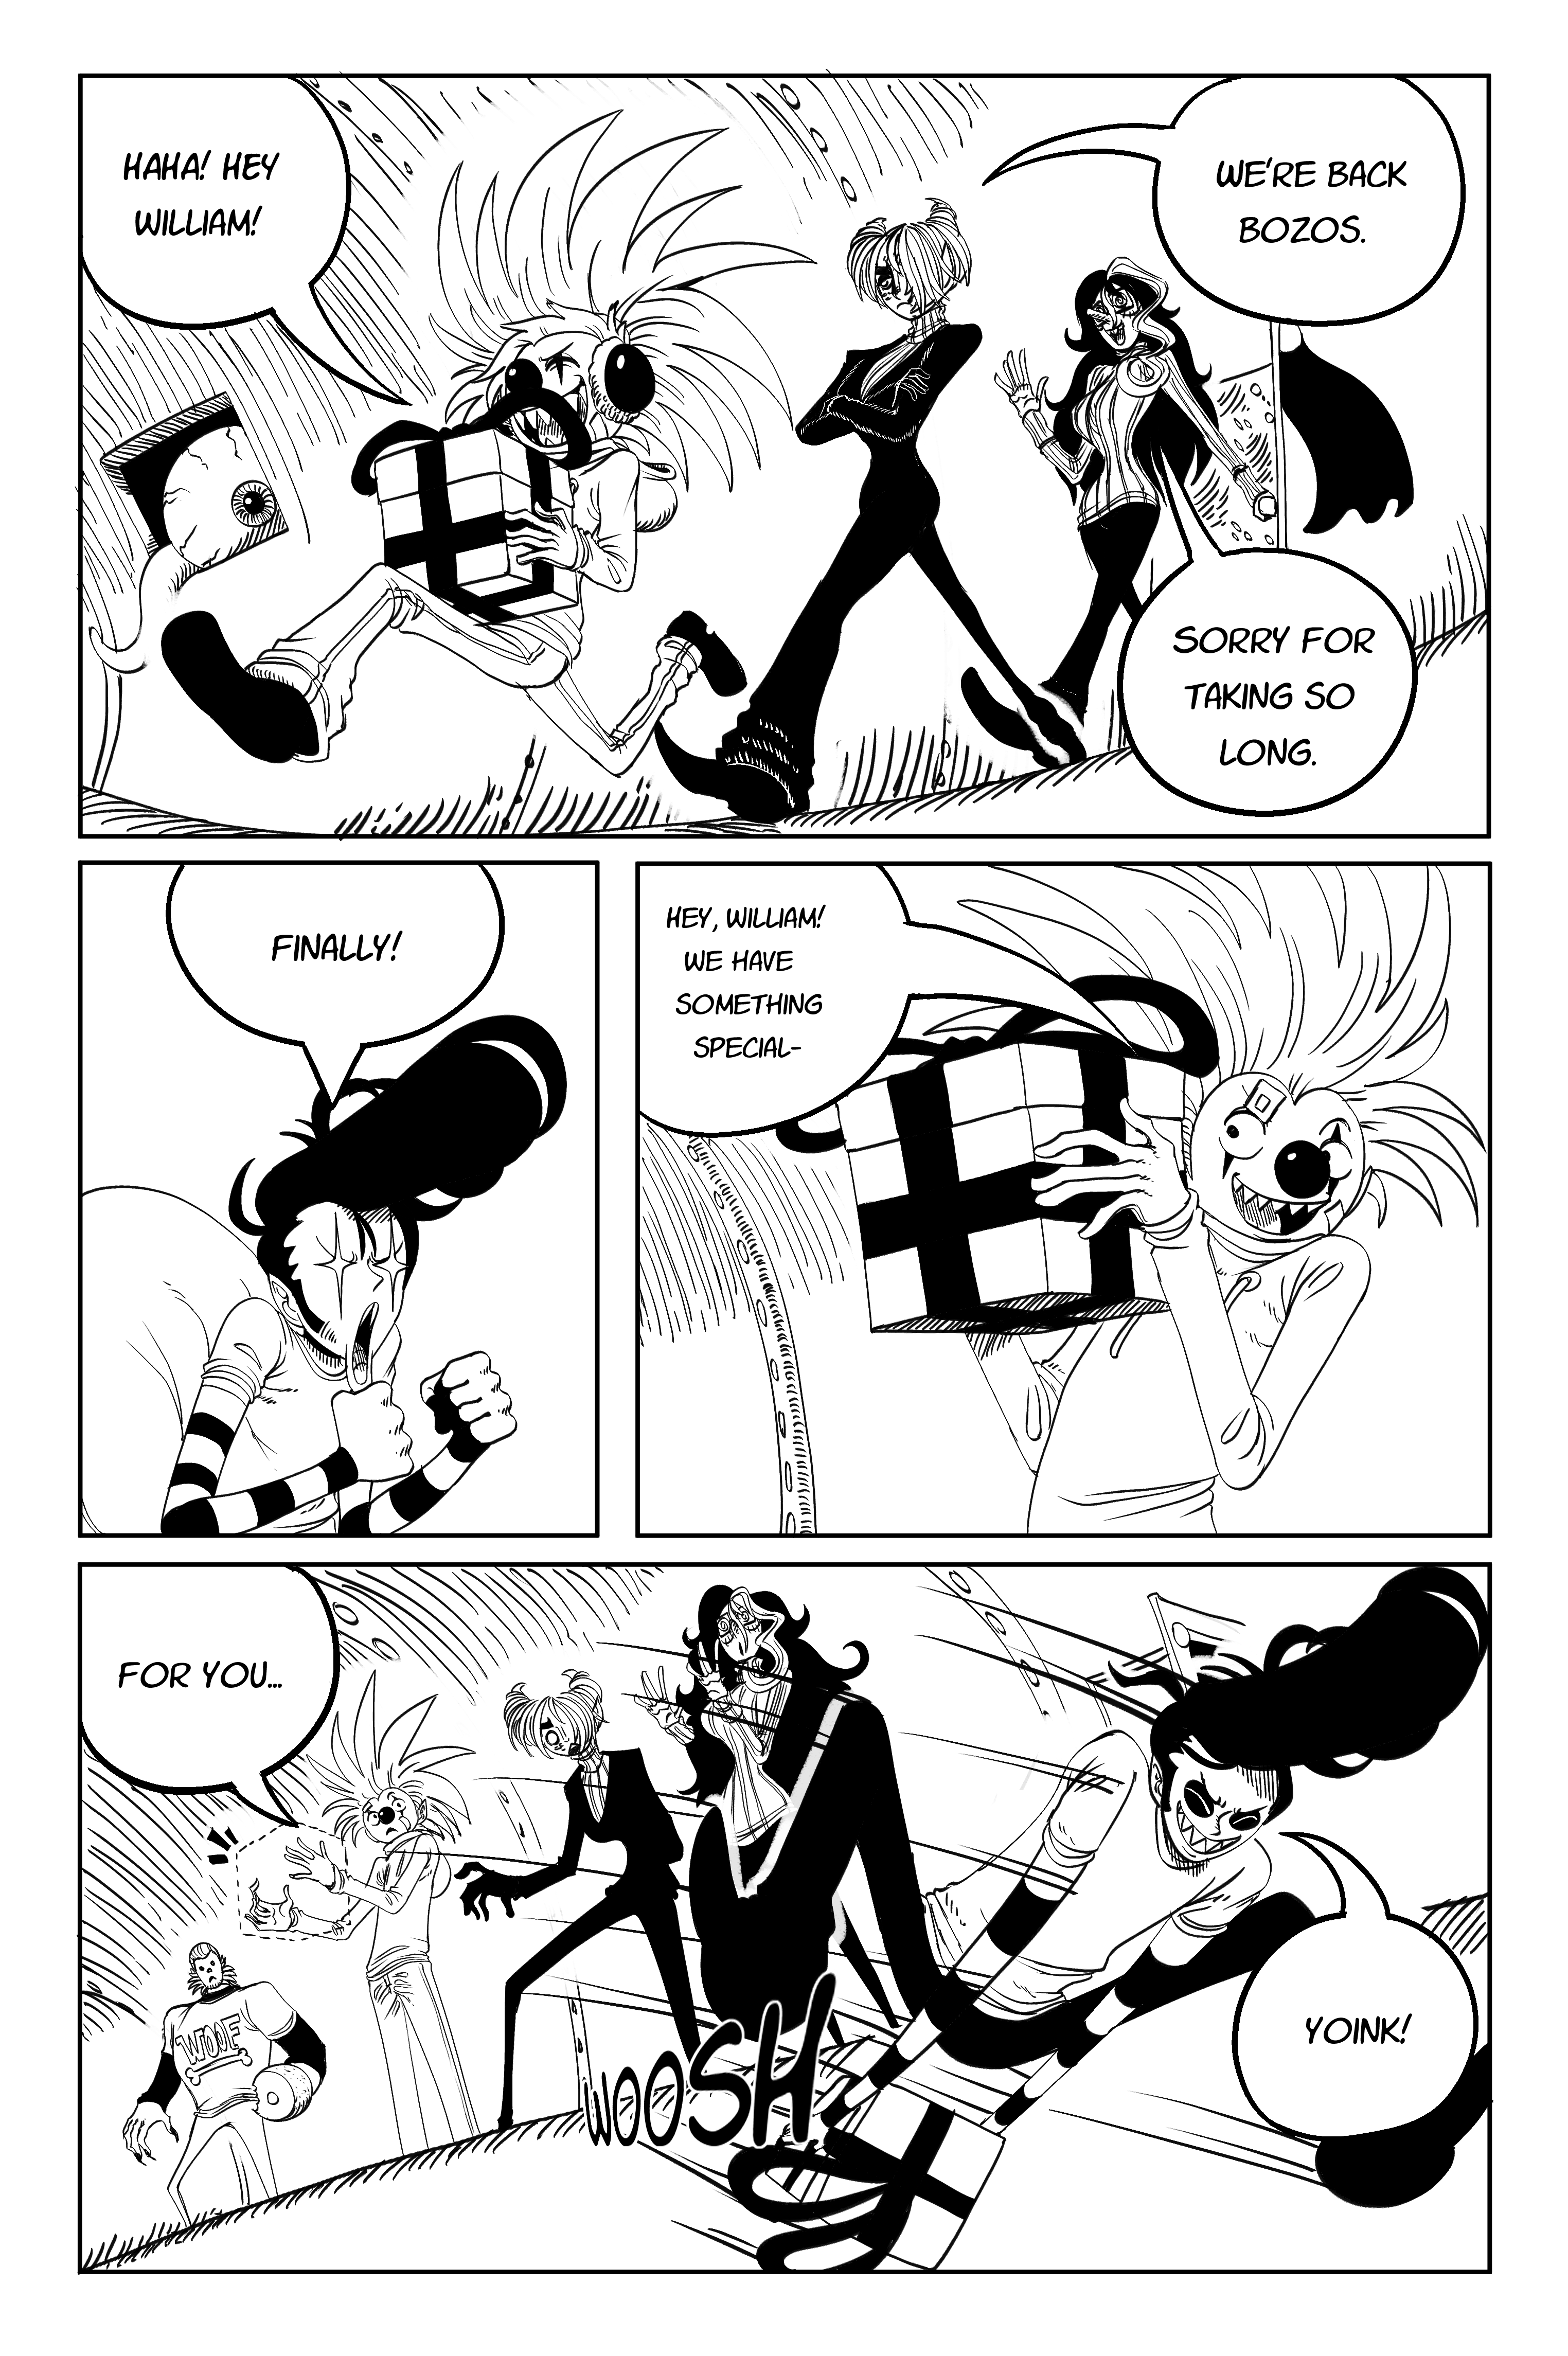 HAHA! HEY
WILLIAM!
WE'RE BACK
BOZOS.
SORRY FOR
TAKING SO
LONG.
FINALLY!
HEY, WILLIAM!
WE HAVE
SOMETHING
SPECIAL-
FOR YOU...
WOOF
WOOSH
YOINK!